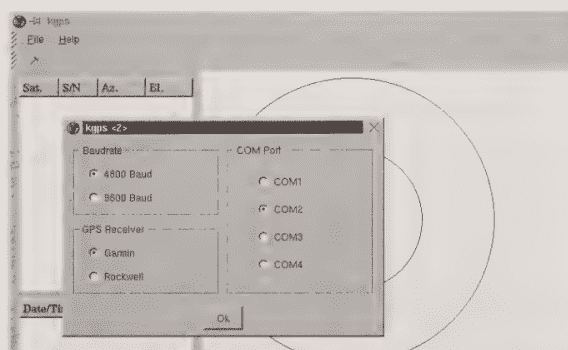 kgps
File Help
Sat. S/N Az. El.
kgps <2>
Baudrate
4800 Baud
9600 Baud
GPS Receiver
Garmin
Rockwell
COM Port
COM1
COM2
COM3
COM4
Ok